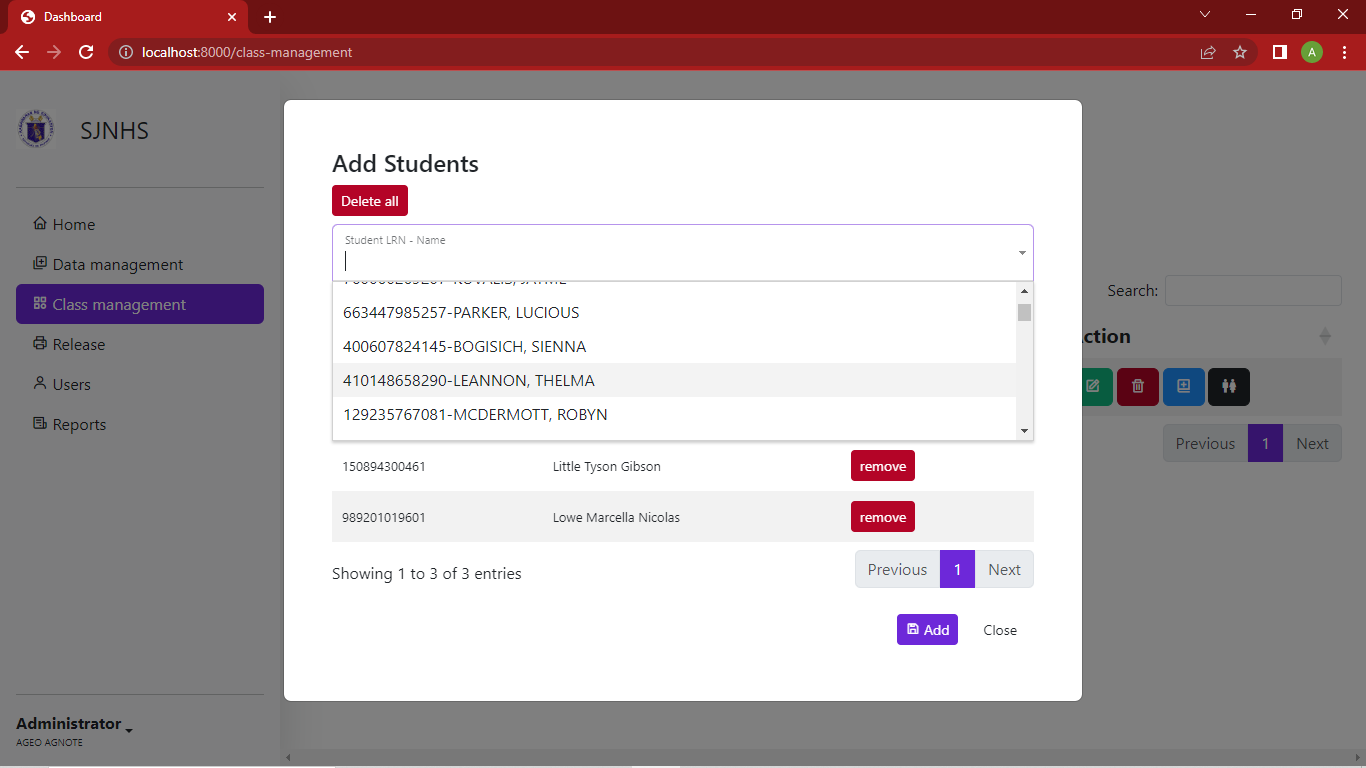 Dashboard
localhost:8000/class-management
A
SJNHS
Home
Data management
Class management
Release
Users
Reports
Administrator
AGEO AGNOTE
Add Students
Delete all
Student LRN - Name
663447985257-PARKER, LUCIOUS
400607824145-BOGISICH, SIENNA
410148658290-LEANNON, THELMA
129235767081-MCDERMOTT, ROBYN
150894300461 Little Tyson Gibson remove
989201019601 Lowe Marcella Nicolas remove
Showing 1 to 3 of 3 entries
Previous 1 Next
Add Close
Search:
ction
Previous 1 Next